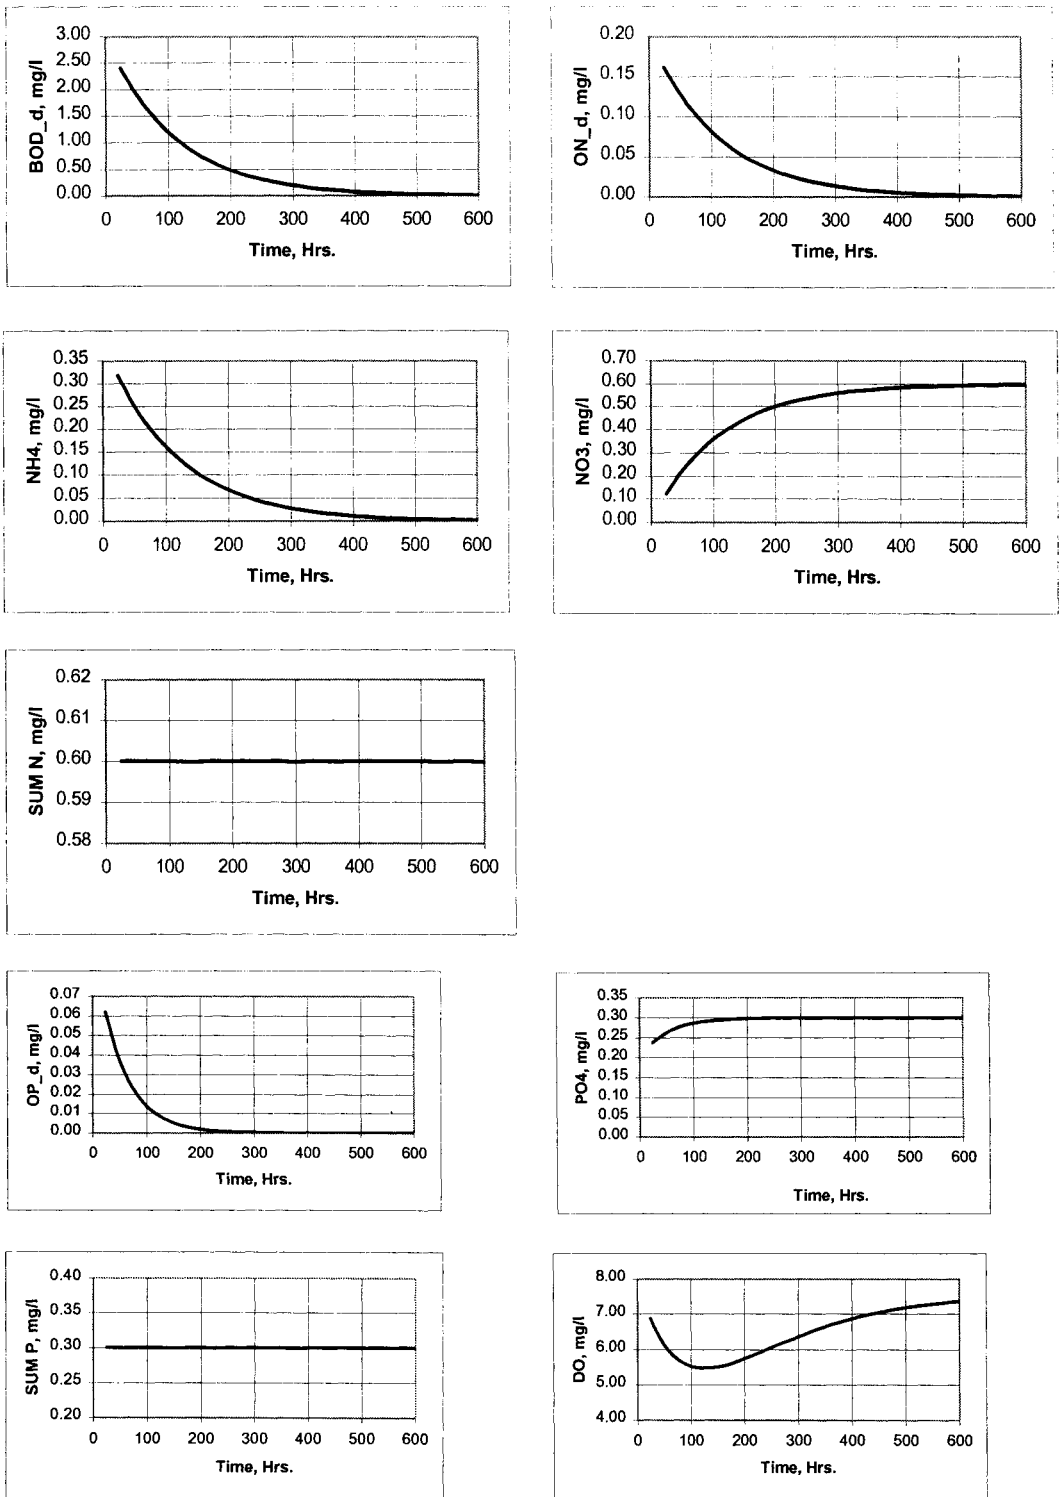 BOD_d, mg/l
3.00
2.50
2.00
1.50
1.00
0.50
0.00
0 100 200 300 400 500 600
Time, Hrs.
ON_d, mg/l
0.20
0.15
0.10
0.05
0.00
0 100 200 300 400 500 600
Time, Hrs.
NH4, mg/l
0.35
0.30
0.25
0.20
0.15
0.10
0.05
0.00
0 100 200 300 400 500 600
Time, Hrs.
NO3, mg/l
0.70
0.60
0.50
0.40
0.30
0.20
0.10
0.00
0 100 200 300 400 500 600
Time, Hrs.
SUM N, mg/l
0.62
0.61
0.60
0.59
0.58
0 100 200 300 400 500 600
Time, Hrs.
OP_d, mg/l
0.07
0.06
0.05
0.04
0.03
0.02
0.01
0.00
0 100 200 300 400 500 600
Time, Hrs.
PO4, mg/l
0.35
0.30
0.25
0.20
0.15
0.10
0.05
0.00
0 100 200 300 400 500 600
Time, Hrs.
SUM P, mg/l
0.40
0.35
0.30
0.25
0.20
0 100 200 300 400 500 600
Time, Hrs.
DO, mg/l
8.00
7.00
6.00
5.00
4.00
0 100 200 300 400 500 600
Time, Hrs.